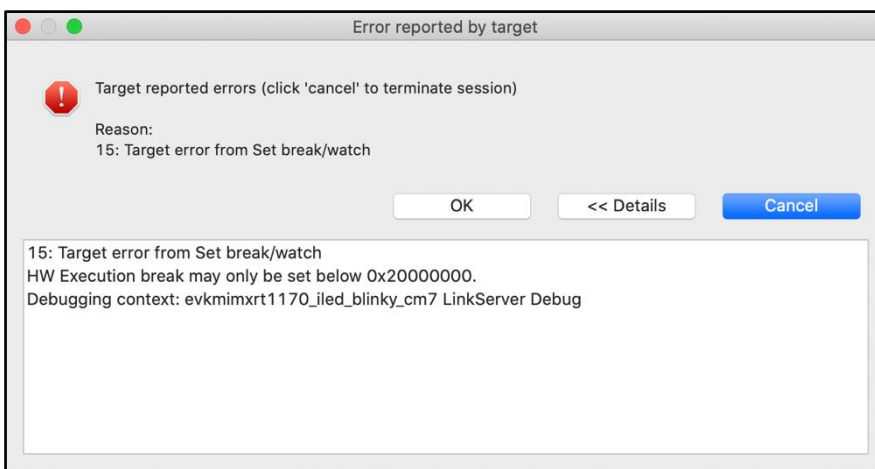 Error reported by target
Target reported errors (click 'cancel' to terminate session)
Reason:
15: Target error from Set break/watch
OK
<< Details
Cancel
15: Target error from Set break/watch
HW Execution break may only be set below 0x20000000.
Debugging context: evkmimxrt1170_iled_blinky_cm7 LinkServer Debug